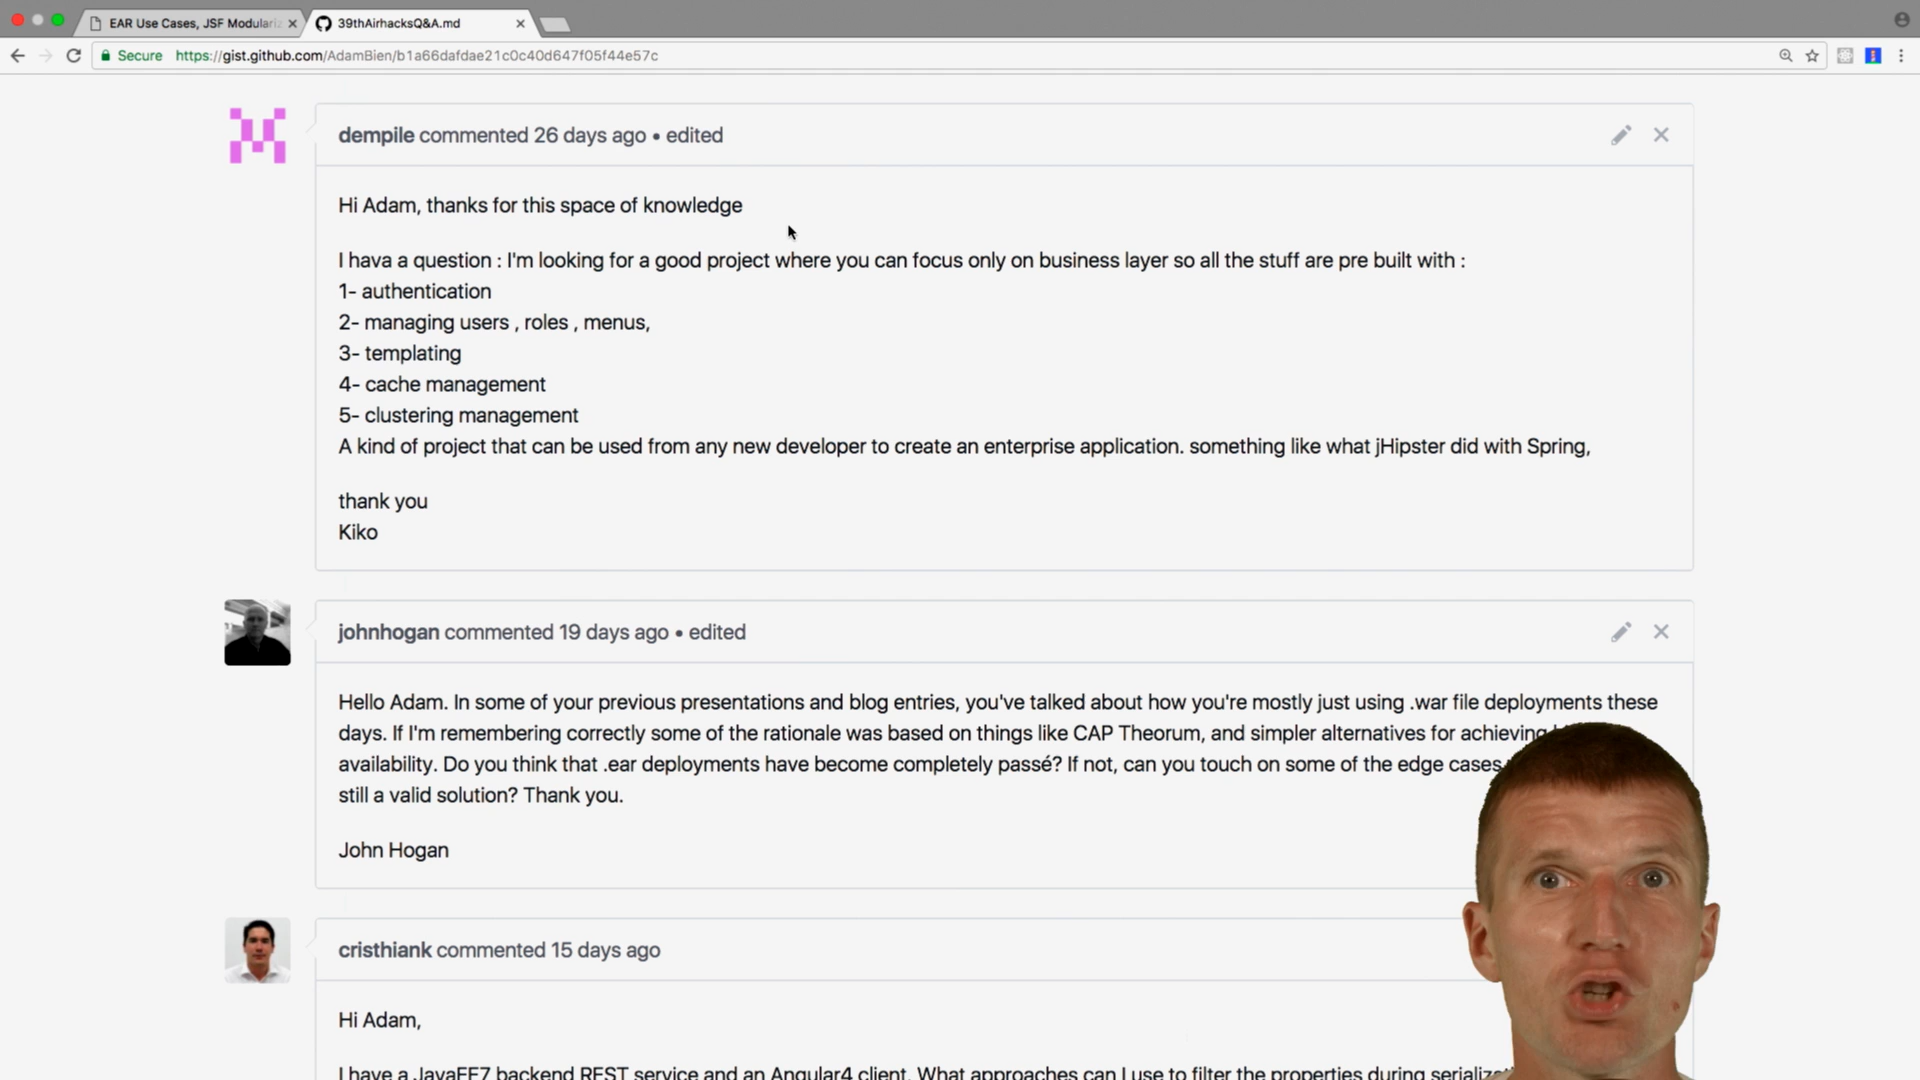 EAR Use Cases, JSF Modulari
39thAirhacksQ&A.md
Secure https://gist.github.com/AdamBien/b1a66dafdae21c0c40d647f05f44e57c
dempile commented 26 days ago • edited
Hi Adam, thanks for this space of knowledge
I hava a question : I'm looking for a good project where you can focus only on business layer so all the stuff are pre built with :
1- authentication
2- managing users , roles , menus,
3- templating
4- cache management
5- clustering management
A kind of project that can be used from any new developer to create an enterprise application. something like what jHipster did with Spring,
thank you
Kiko
johnhogan commented 19 days ago • edited
Hello Adam. In some of your previous presentations and blog entries, you've talked about how you're mostly just using .war file deployments these
days. If I'm remembering correctly some of the rationale was based on things like CAP Theorum, and simpler alternatives for achieving
availability. Do you think that .ear deployments have become completely passé? If not, can you touch on some of the edge cases
still a valid solution? Thank you.
John Hogan
cristhiank commented 15 days ago
Hi Adam,
I have a JavaEE7 backend REST service and an Angular4 client. What approaches can I use to filter the properties during